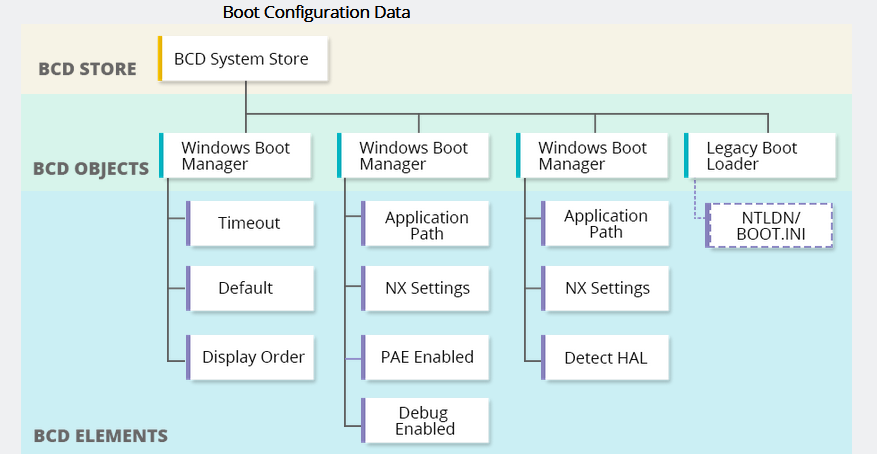 Boot Configuration Data
BCD STORE
BCD System Store
BCD OBJECTS
Windows Boot
Manager
Windows Boot
Manager
Windows Boot
Manager
Legacy Boot
Loader
Timeout
Application
Path
Application
Path
NTLDN/
BOOT.INI
Default
NX Settings
NX Settings
Display Order
PAE Enabled
Detect HAL
Debug
Enabled
BCD ELEMENTS